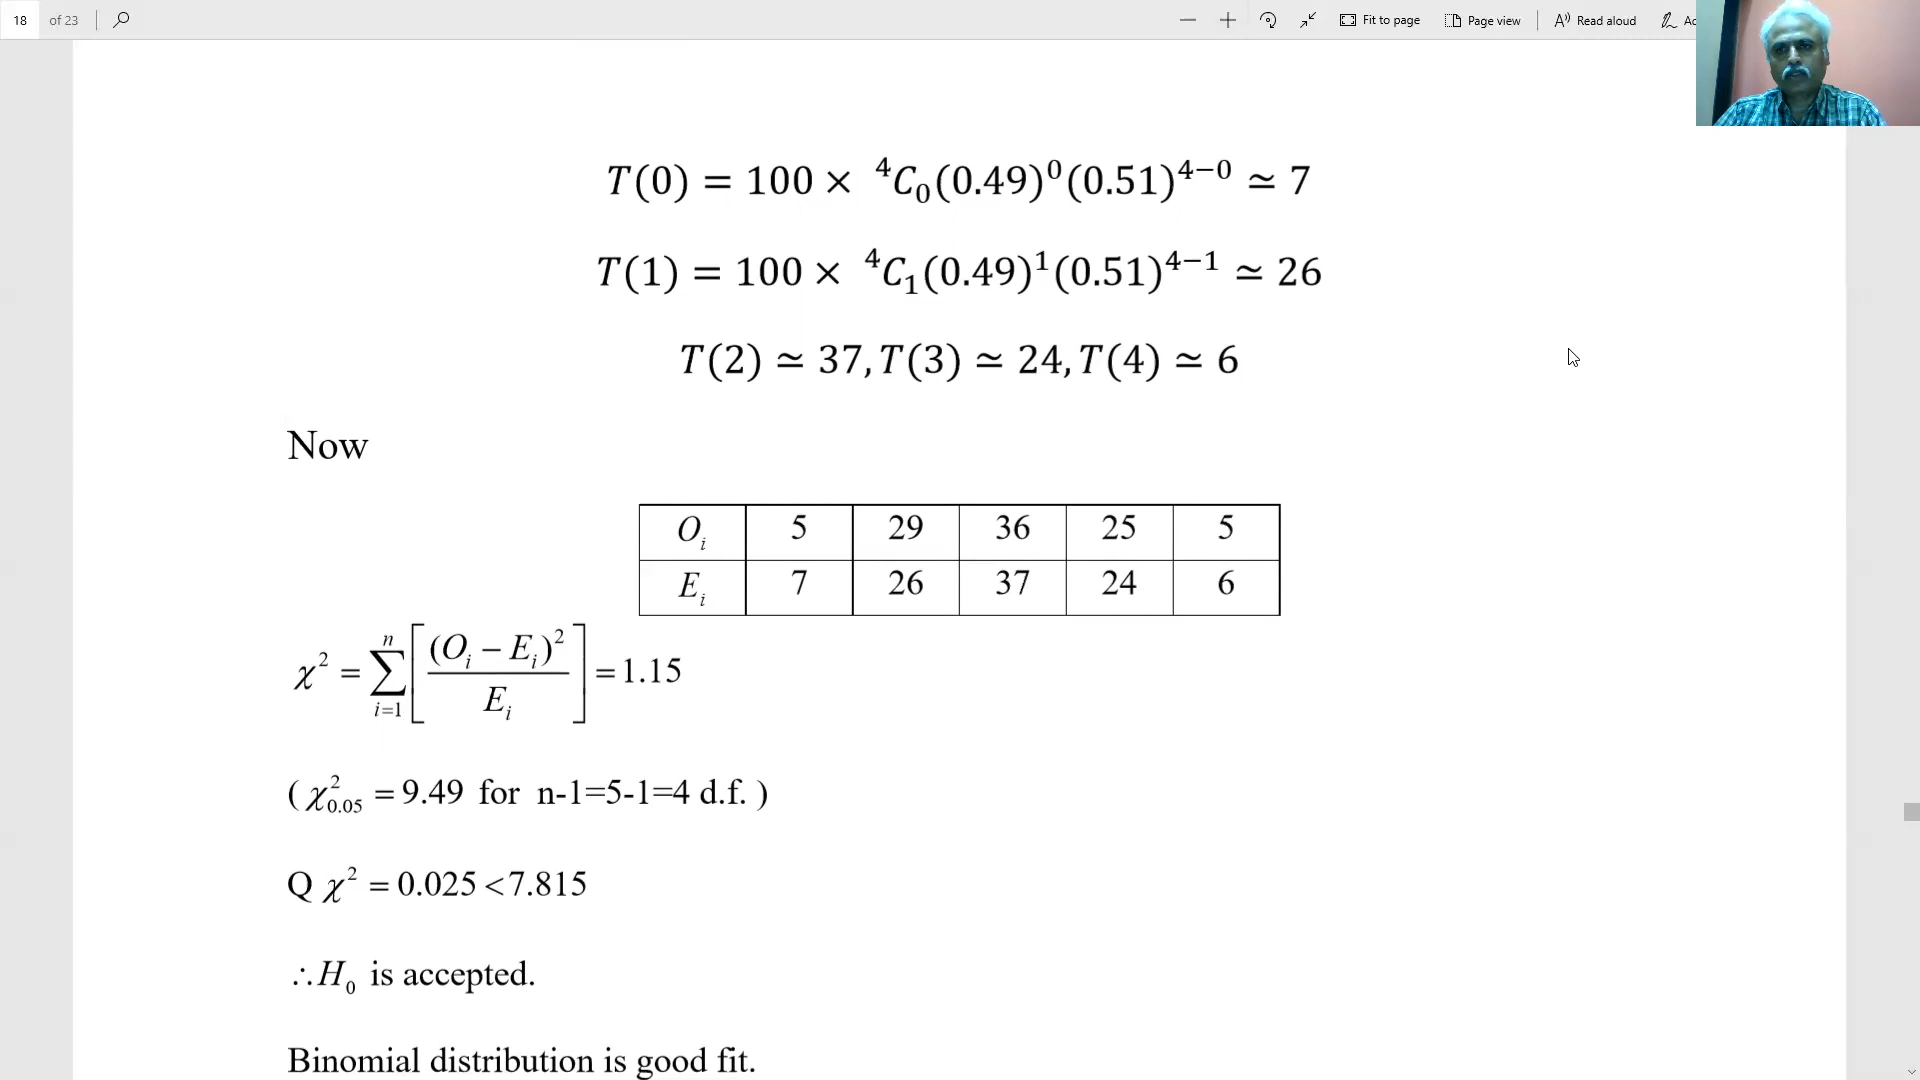 18 of 23 Fit to page Page view Read aloud
T(0) = 100 × ⁴C₀(0.49)⁰(0.51)⁴⁻⁰ ≃ 7
T(1) = 100 × ⁴C₁(0.49)¹(0.51)⁴⁻¹ ≃ 26
T(2) ≃ 37, T(3) ≃ 24, T(4) ≃ 6
Now
Oᵢ 5 29 36 25 5
Eᵢ 7 26 37 24 6
χ² = ∑ᵢ₌₁ⁿ [(Oᵢ − Eᵢ)² / Eᵢ] = 1.15
( χ²₀.₀₅ = 9.49 for n-1=5-1=4 d.f. )
Q χ² = 0.025 < 7.815
∴ H₀ is accepted.
Binomial distribution is good fit.